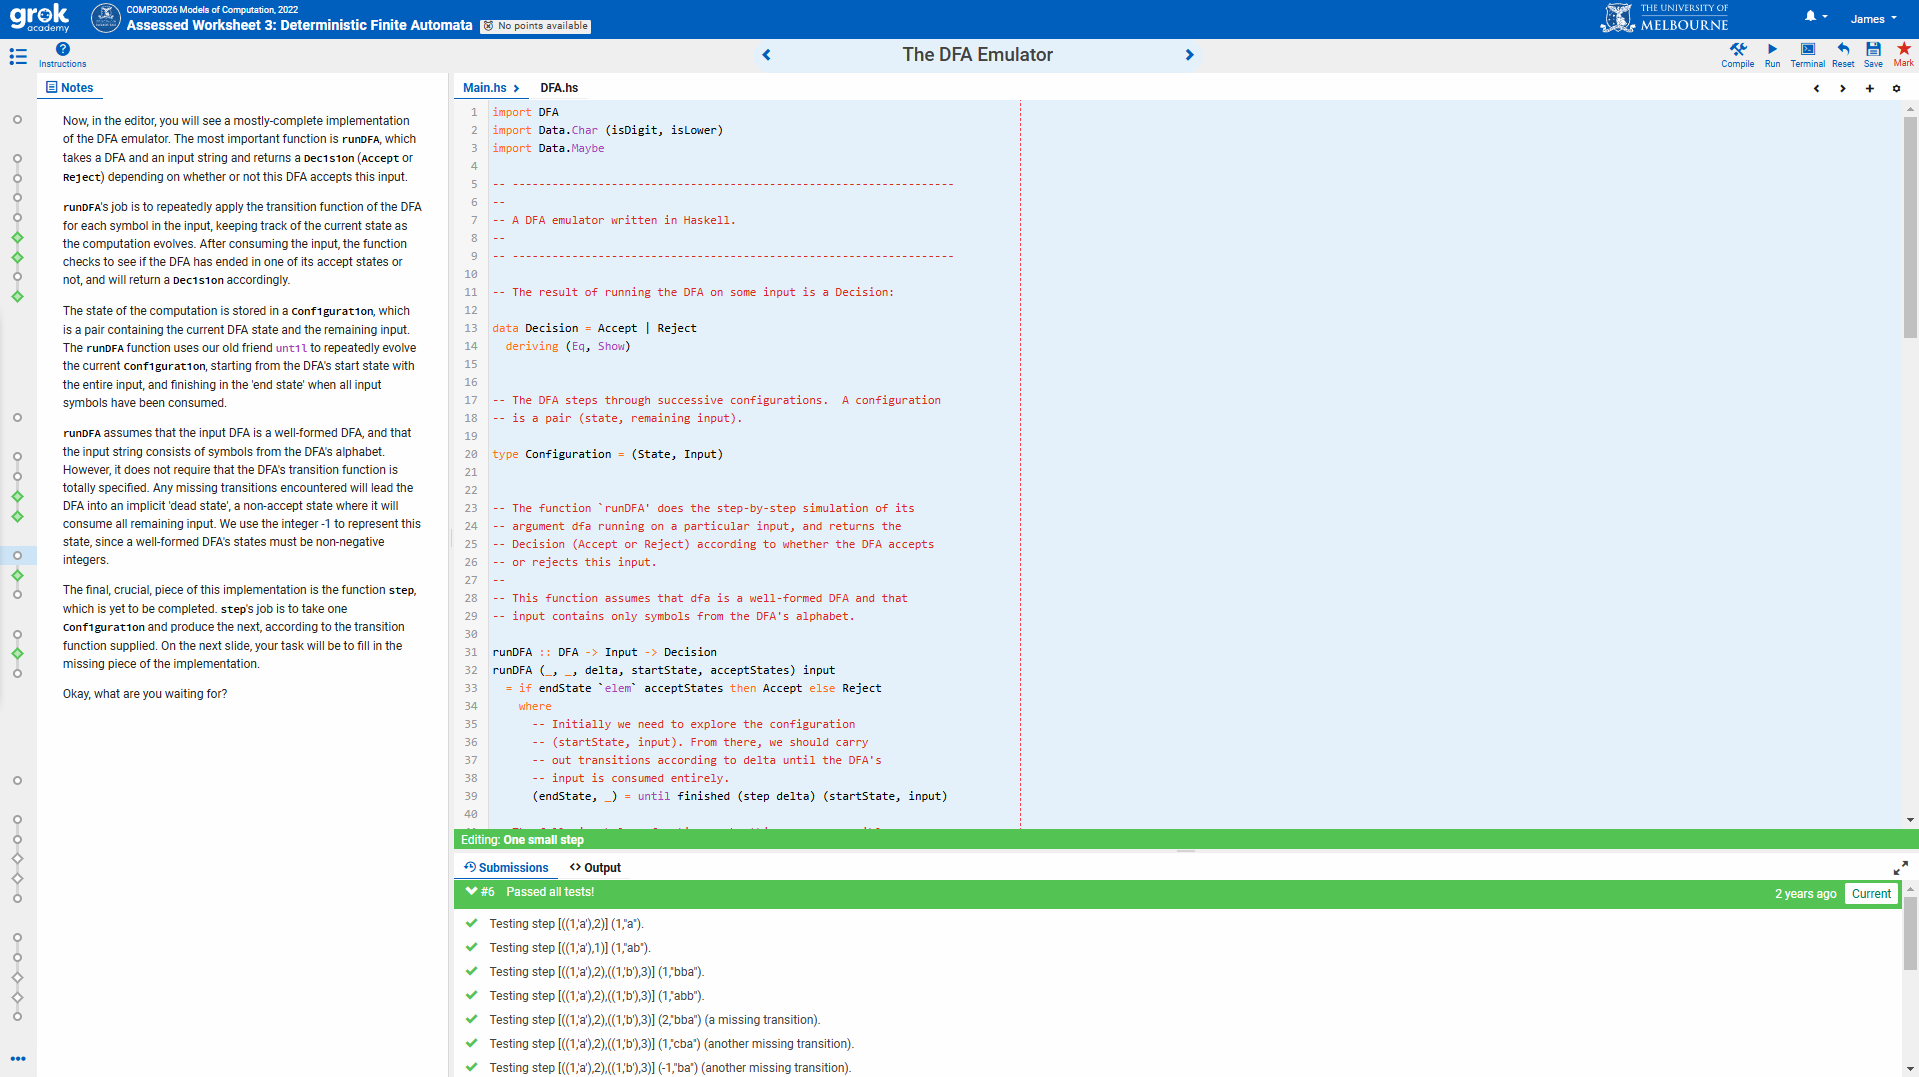 grok
academy
COMP30026 Models of Computation, 2022
Assessed Worksheet 3: Deterministic Finite Automata
No points available
THE UNIVERSITY OF
MELBOURNE
James
Instructions
The DFA Emulator
Compile
Run
Terminal
Reset
Save
Mark
Notes
Now, in the editor, you will see a mostly-complete implementation
of the DFA emulator. The most important function is runDFA, which
takes a DFA and an input string and returns a Decision (Accept or
Reject) depending on whether or not this DFA accepts this input.
runDFA's job is to repeatedly apply the transition function of the DFA
for each symbol in the input, keeping track of the current state as
the computation evolves. After consuming the input, the function
checks to see if the DFA has ended in one of its accept states or
not, and will return a Decision accordingly.
The state of the computation is stored in a Configuration, which
is a pair containing the current DFA state and the remaining input.
The runDFA function uses our old friend until to repeatedly evolve
the current Configuration, starting from the DFA's start state with
the entire input, and finishing in the 'end state' when all input
symbols have been consumed.
runDFA assumes that the input DFA is a well-formed DFA, and that
the input string consists of symbols from the DFA's alphabet.
However, it does not require that the DFA's transition function is
totally specified. Any missing transitions encountered will lead the
DFA into an implicit 'dead state', a non-accept state where it will
consume all remaining input. We use the integer -1 to represent this
state, since a well-formed DFA's states must be non-negative
integers.
The final, crucial, piece of this implementation is the function step,
which is yet to be completed. step's job is to take one
Configuration and produce the next, according to the transition
function supplied. On the next slide, your task will be to fill in the
missing piece of the implementation.
Okay, what are you waiting for?
Main.hs
DFA.hs
1 import DFA
2 import Data.Char (isDigit, isLower)
3 import Data.Maybe
4
5 -- -------------------------------------------------------------------
6 --
7 -- A DFA emulator written in Haskell.
8 --
9 -- -------------------------------------------------------------------
10
11 -- The result of running the DFA on some input is a Decision:
12
13 data Decision = Accept | Reject
14 deriving (Eq, Show)
15
16
17 -- The DFA steps through successive configurations.  A configuration
18 -- is a pair (state, remaining input).
19
20 type Configuration = (State, Input)
21
22
23 -- The function `runDFA' does the step-by-step simulation of its
24 -- argument dfa running on a particular input, and returns the
25 -- Decision (Accept or Reject) according to whether the DFA accepts
26 -- or rejects this input.
27 --
28 -- This function assumes that dfa is a well-formed DFA and that
29 -- input contains only symbols from the DFA's alphabet.
30
31 runDFA :: DFA -> Input -> Decision
32 runDFA (_, _, delta, startState, acceptStates) input
33 = if endState `elem` acceptStates then Accept else Reject
34 where
35 -- Initially we need to explore the configuration
36 -- (startState, input). From there, we should carry
37 -- out transitions according to delta until the DFA's
38 -- input is consumed entirely.
39 (endState, _) = until finished (step delta) (startState, input)
40
Editing: One small step
Submissions
Output
#6 Passed all tests!
2 years ago
Current
Testing step [((1,'a'),2)] (1,"a").
Testing step [((1,'a'),1)] (1,"ab").
Testing step [((1,'a'),2),((1,'b'),3)] (1,"bba").
Testing step [((1,'a'),2),((1,'b'),3)] (1,"abb").
Testing step [((1,'a'),2),((1,'b'),3)] (2,"bba") (a missing transition).
Testing step [((1,'a'),2),((1,'b'),3)] (1,"cba") (another missing transition).
Testing step [((1,'a'),2),((1,'b'),3)] (-1,"ba") (another missing transition).